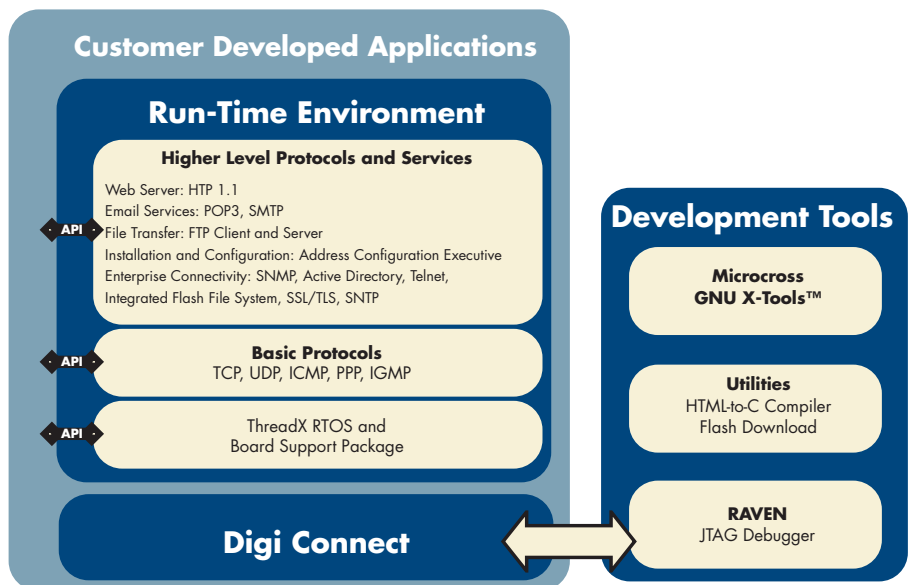 Customer Developed Applications
Run-Time Environment
Higher Level Protocols and Services
Web Server: HTP 1.1
Email Services: POP3, SMTP
API
File Transfer: FTP Client and Server
Installation and Configuration: Address Configuration Executive
Enterprise Connectivity: SNMP, Active Directory, Telnet,
Integrated Flash File System, SSL/TLS, SNTP
API
Basic Protocols
TCP, UDP, ICMP, PPP, IGMP
API
ThreadX RTOS and
Board Support Package
Digi Connect
Development Tools
Microcross
GNU X-Tools™
Utilities
HTML-to-C Compiler
Flash Download
RAVEN
JTAG Debugger